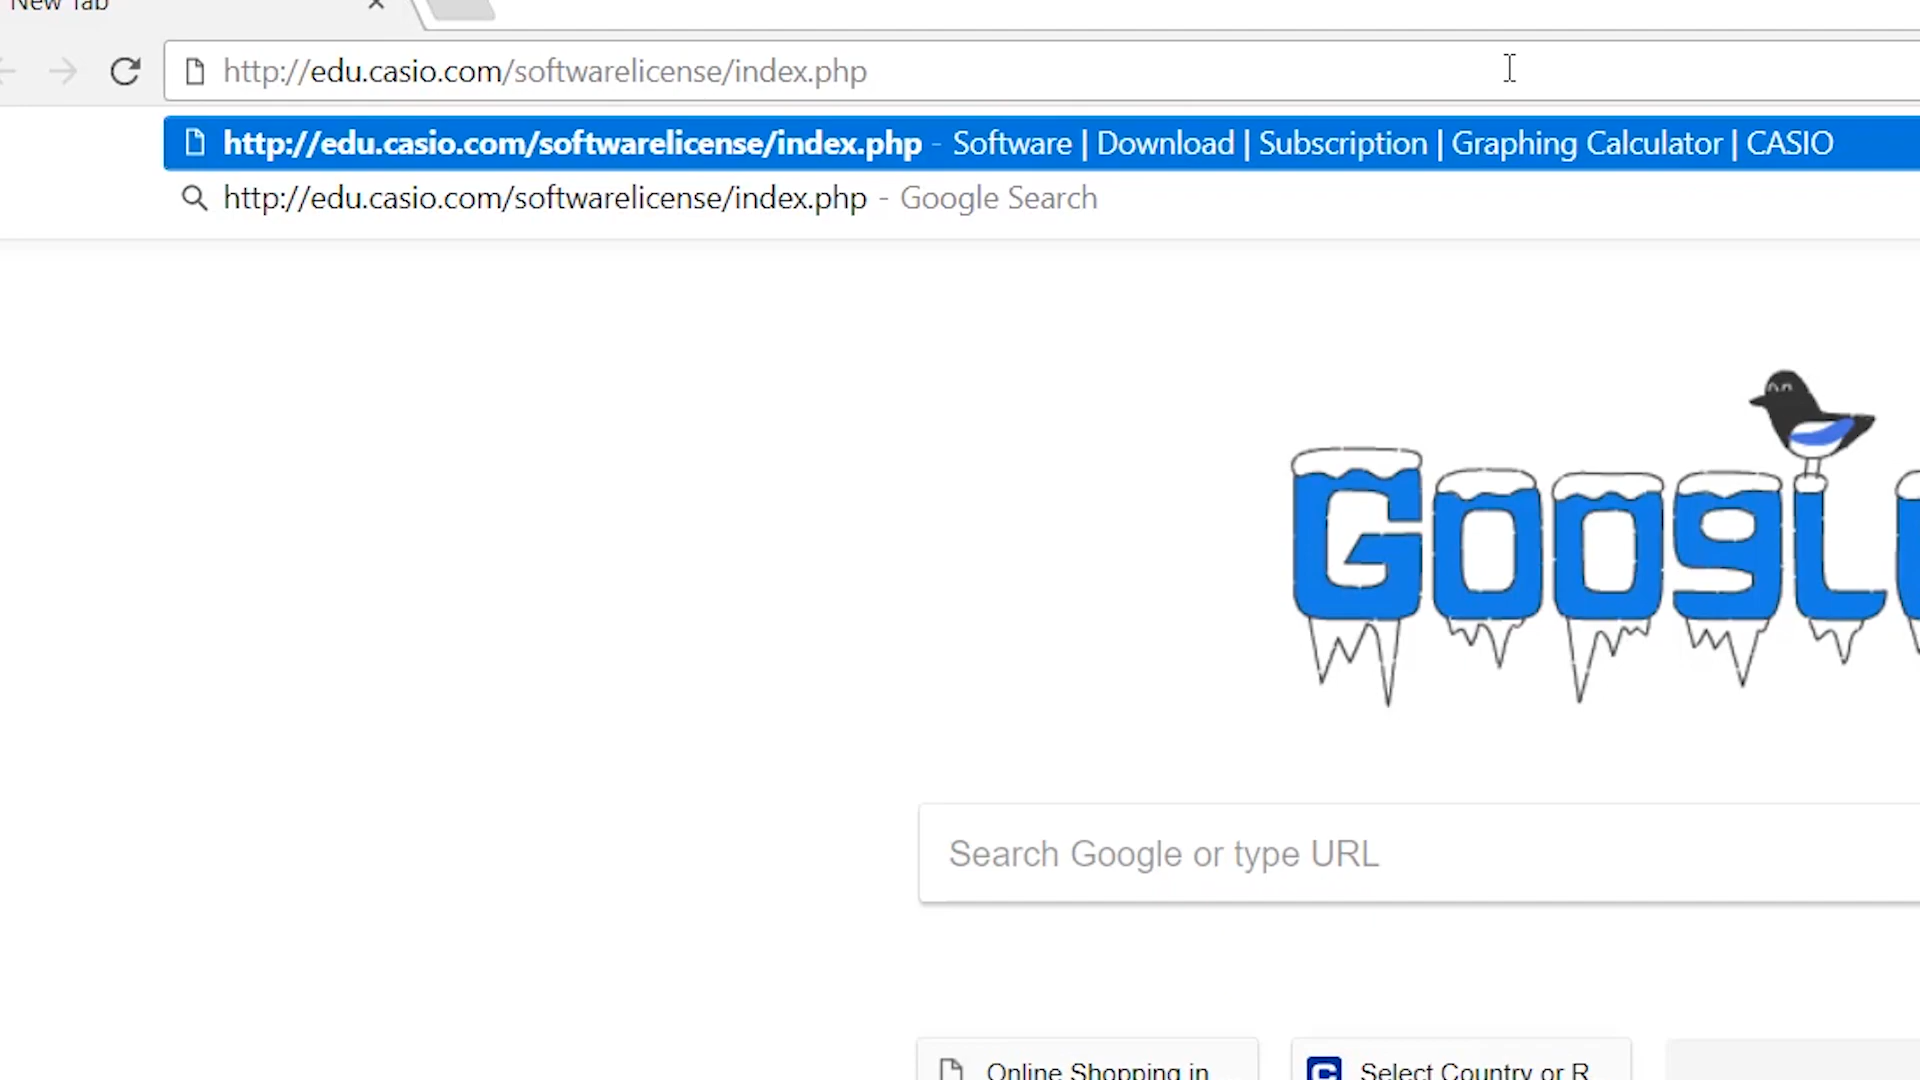 New Tab
http://edu.casio.com/softwarelicense/index.php
http://edu.casio.com/softwarelicense/index.php - Software | Download | Subscription | Graphing Calculator | CASIO
http://edu.casio.com/softwarelicense/index.php - Google Search
Google
Search Google or type URL
Online Shopping in
Select Country or R